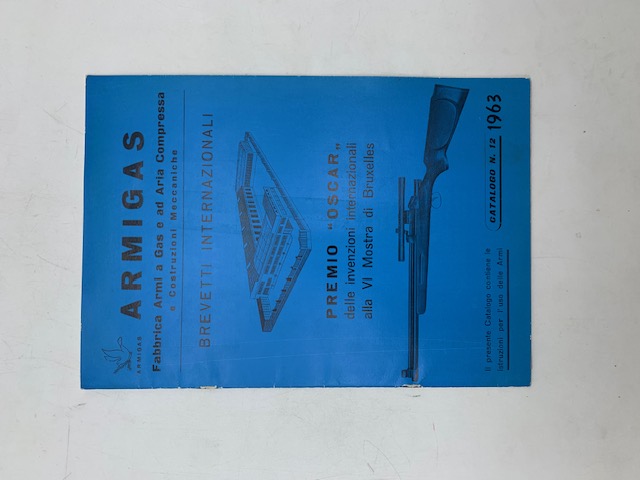 ARMIGAS
ARMIGAS
Fabbrica Armi a Gas e ad Aria Compressa
e Costruzioni Meccaniche
BREVETTI INTERNAZIONALI
PREMIO "OSCAR"
delle invenzioni internazionali
alla VI Mostra di Bruxelles
CATALOGO N. 12 1963
Il presente Catalogo contiene le
istruzioni per l'uso delle Armi